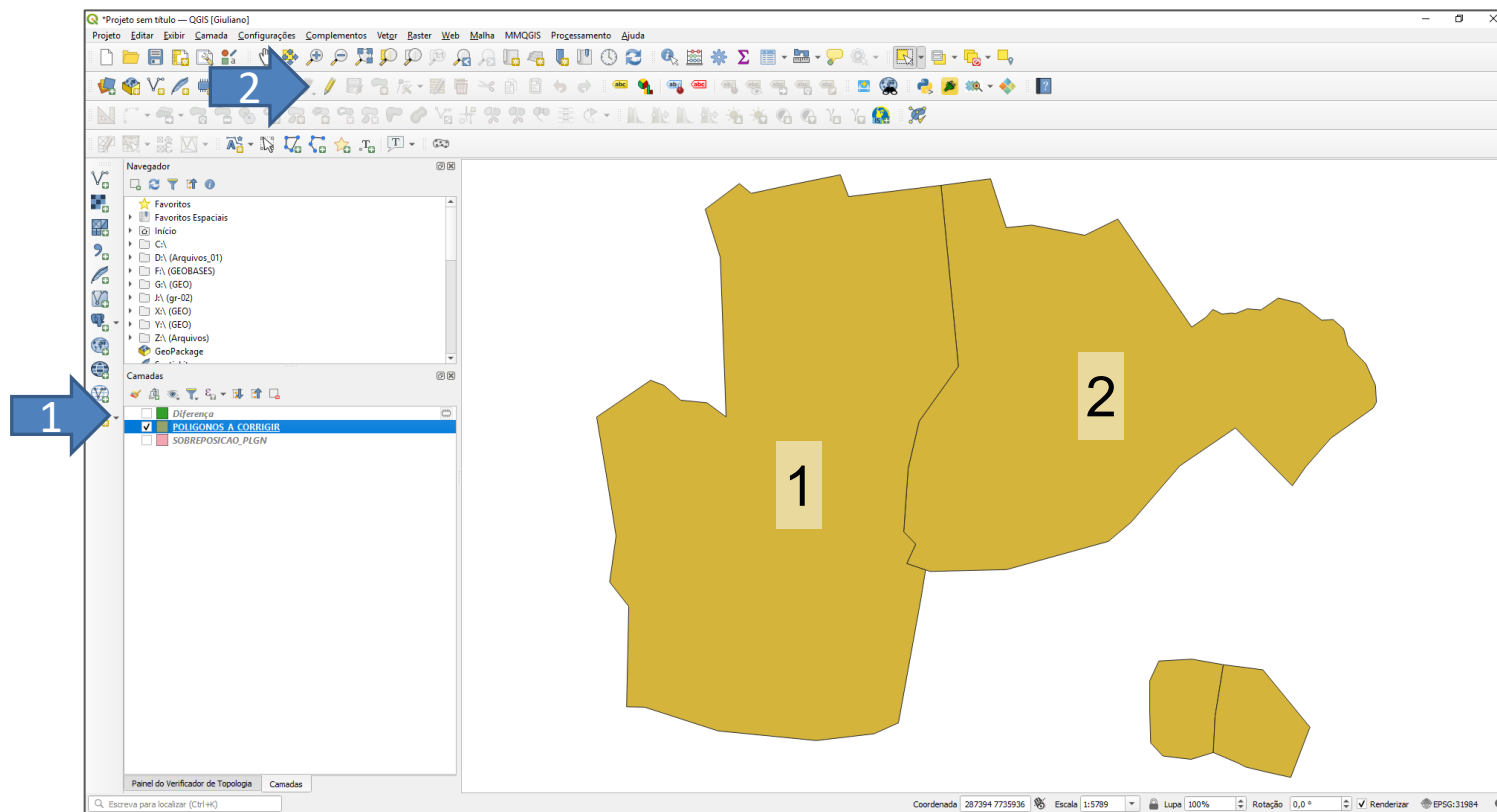 *Projeto sem título — QGIS [Giuliano]
Projeto Editar Exibir Camada Configurações Complementos Vetor Raster Web Malha MMQGIS Processamento Ajuda
2
Navegador
Favoritos
Favoritos Espaciais
Início
C:\
D:\ (Arquivos_01)
F:\ (GEOBASES)
G:\ (GEO)
J:\ (gr-02)
X:\ (GEO)
Y:\ (GEO)
Z:\ (Arquivos)
GeoPackage
Camadas
1
Diferença
POLIGONOS_A_CORRIGIR
SOBREPOSICAO_PLGN
1
2
Painel do Verificador de Topologia Camadas
Escreva para localizar (Ctrl+K) Coordenada 287394 7735936 Escala 1:5789 Lupa 100% Rotação 0,0 ° Renderizar EPSG:31984